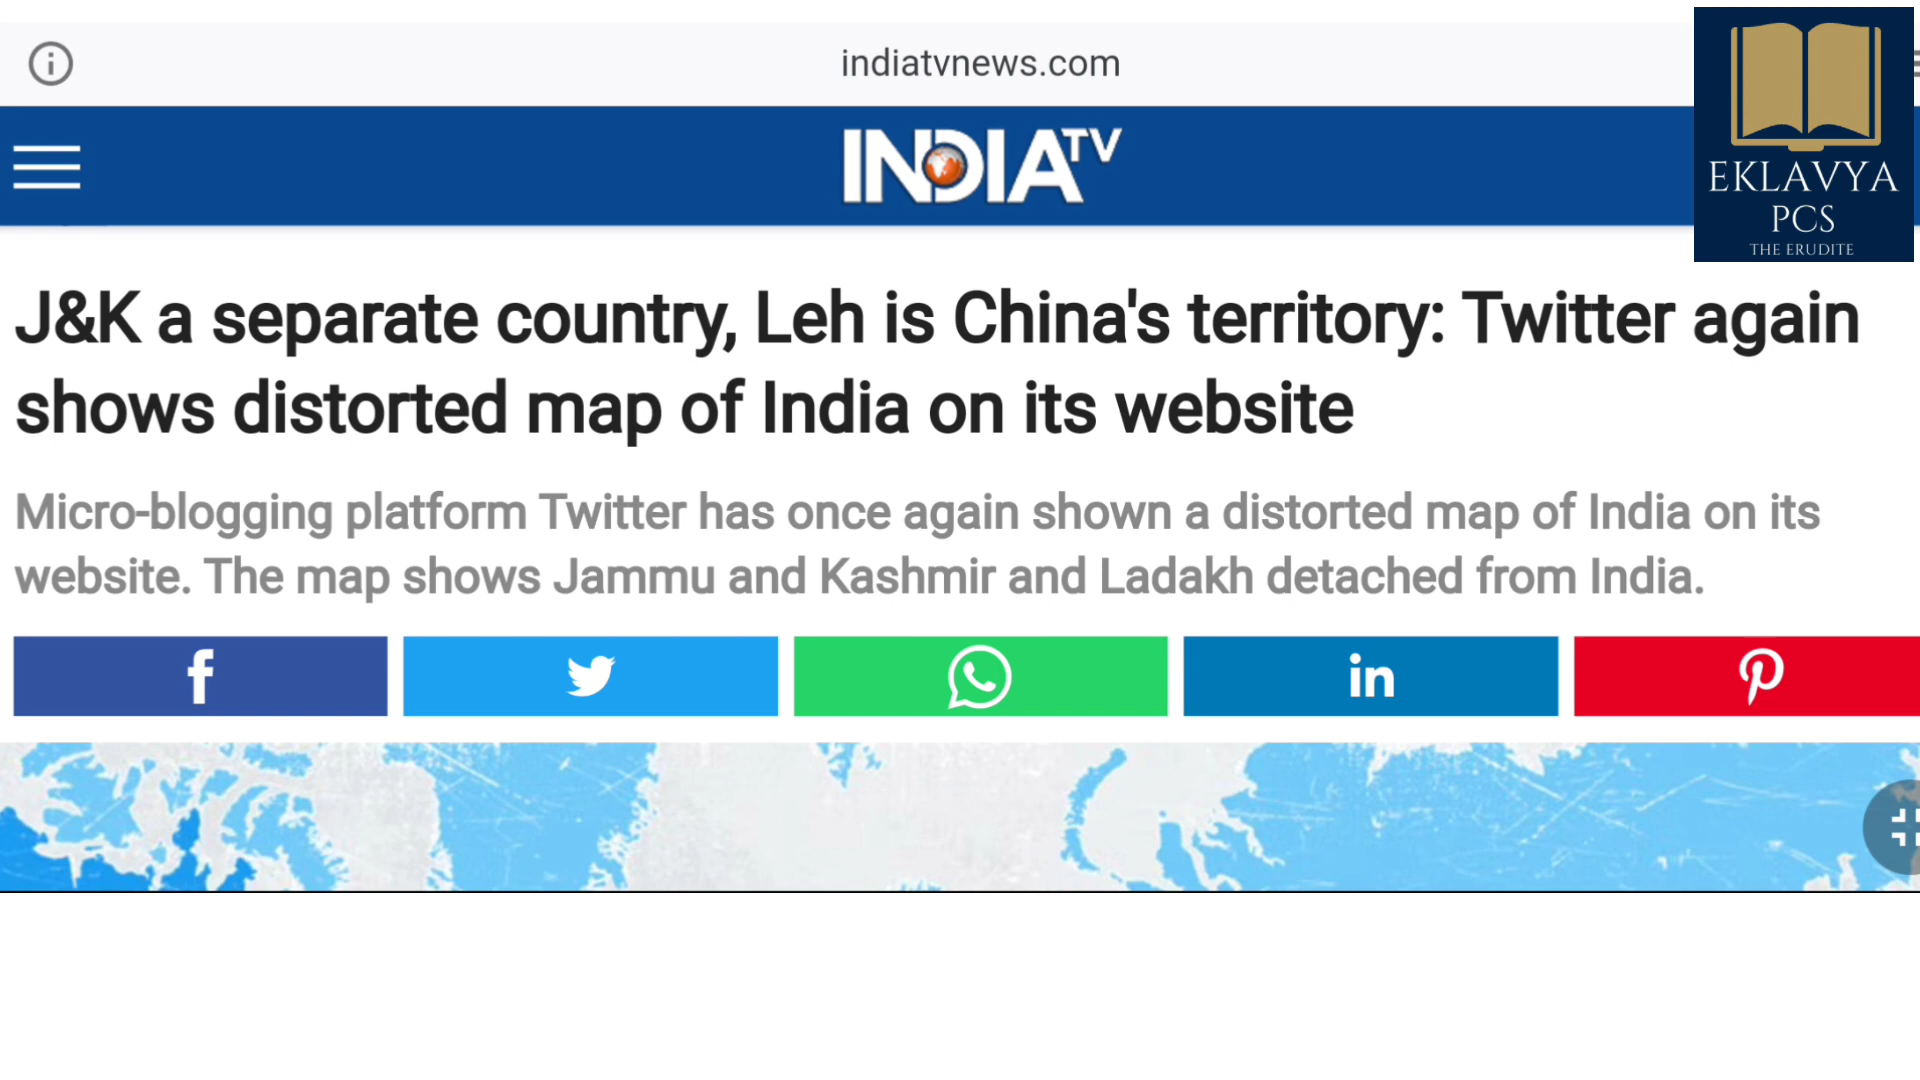 indiatvnews.com
INDIA TV
EKLAVYA
PCS
THE ERUDITE
J&K a separate country, Leh is China's territory: Twitter again
shows distorted map of India on its website
Micro-blogging platform Twitter has once again shown a distorted map of India on its
website. The map shows Jammu and Kashmir and Ladakh detached from India.